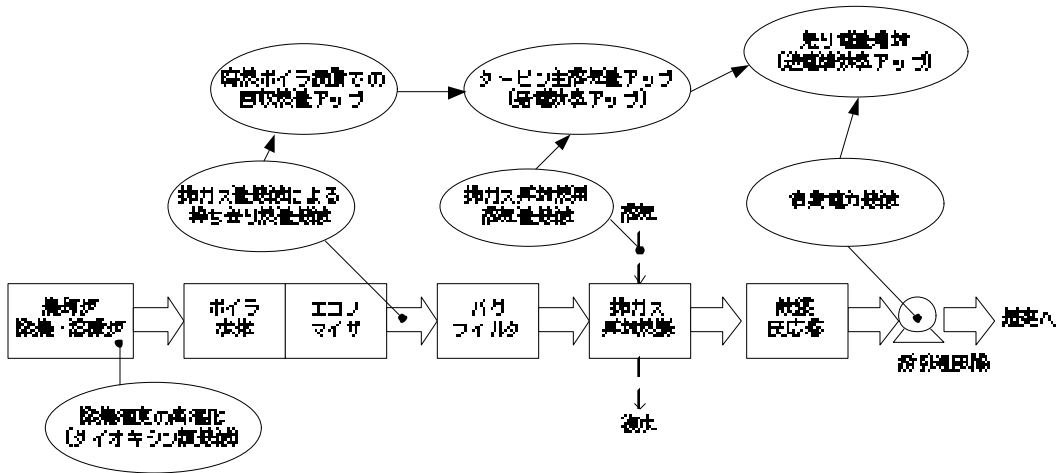 売り電量増加
(送電端効率アップ)
廃熱ボイラ過熱での
回収熱量アップ
タービン主蒸気量アップ
(発電効率アップ)
排ガス量低減による
持ち去り熱量低減
排ガス再加熱用
蒸気量低減
蒸気
消費電力低減
焼却炉
燃焼・溶融炉
ボイラ
本体
エコノ
マイザ
バグ
フィルタ
排ガス
再加熱器
触媒
反応塔
煙突へ
誘引通風機
燃焼温度の高温化
(ダイオキシン類低減)
復水